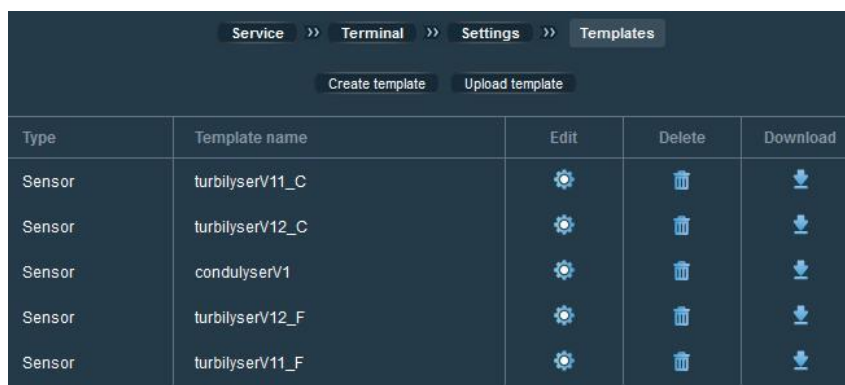 Service » Terminal » Settings » Templates
Create template Upload template
Type Template name Edit Delete Download
Sensor turbilyserV11_C
Sensor turbilyserV12_C
Sensor condulyserV1
Sensor turbilyserV12_F
Sensor turbilyserV11_F